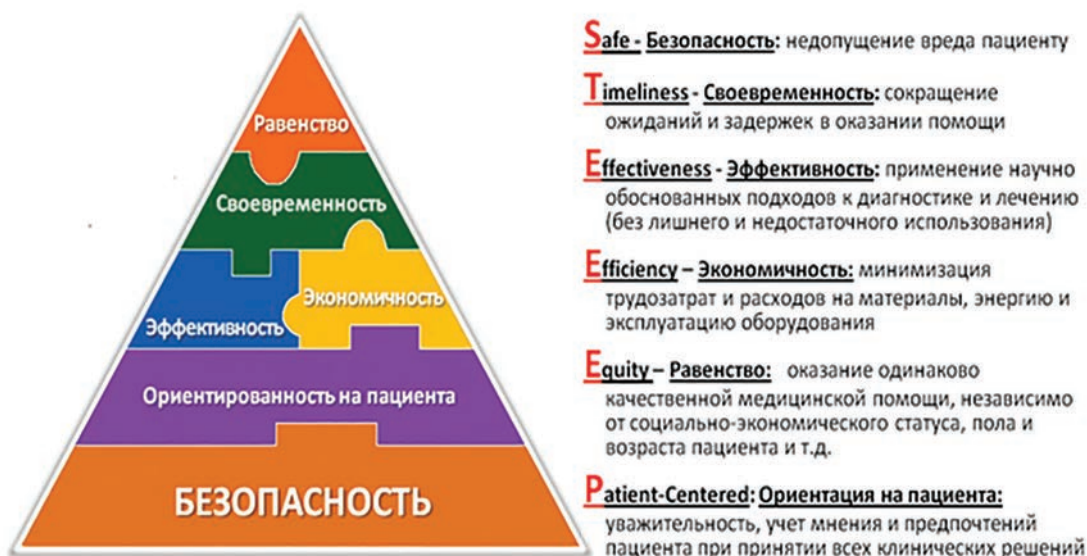 Равенство
Своевременность
Эффективность
Экономичность
Ориентированность на пациента
БЕЗОПАСНОСТЬ
Safe - Безопасность: недопущение вреда пациенту
Timeliness - Своевременность: сокращение
ожиданий и задержек в оказании помощи
Effectiveness - Эффективность: применение научно
обоснованных подходов к диагностике и лечению
(без лишнего и недостаточного использования)
Efficiency – Экономичность: минимизация
трудозатрат и расходов на материалы, энергию и
эксплуатацию оборудования
Equity – Равенство: оказание одинаково
качественной медицинской помощи, независимо
от социально-экономического статуса, пола и
возраста пациента и т.д.
Patient-Centered: Ориентация на пациента:
уважительность, учет мнения и предпочтений
пациента при принятии всех клинических решений